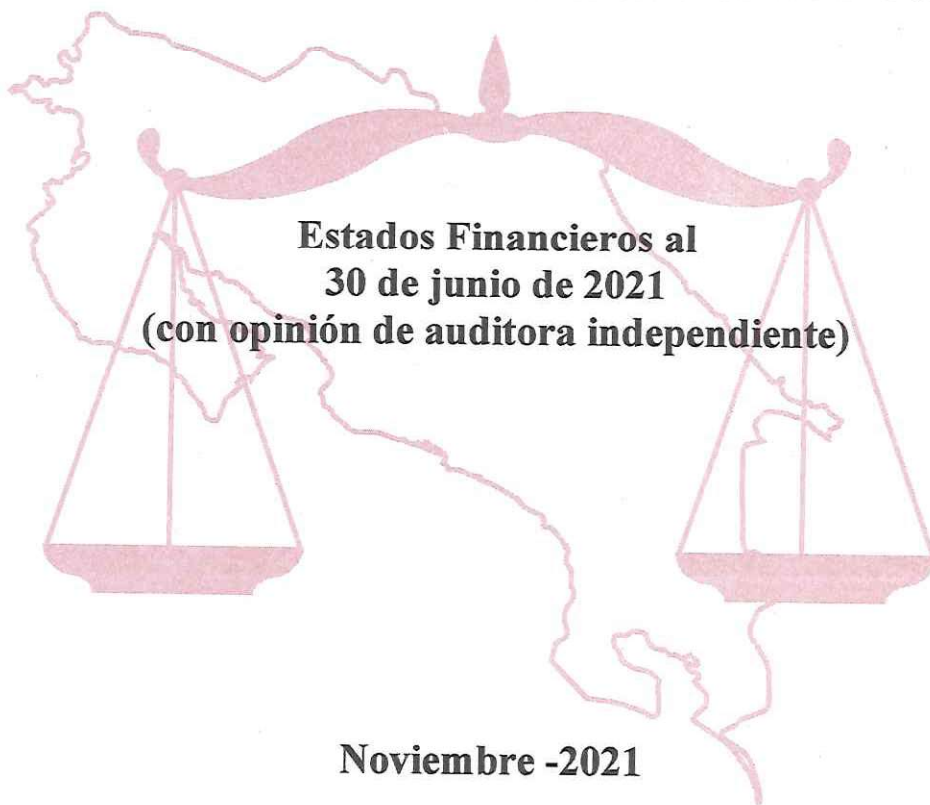 Estados Financieros al
30 de junio de 2021
(con opinión de auditora independiente)
Noviembre -2021